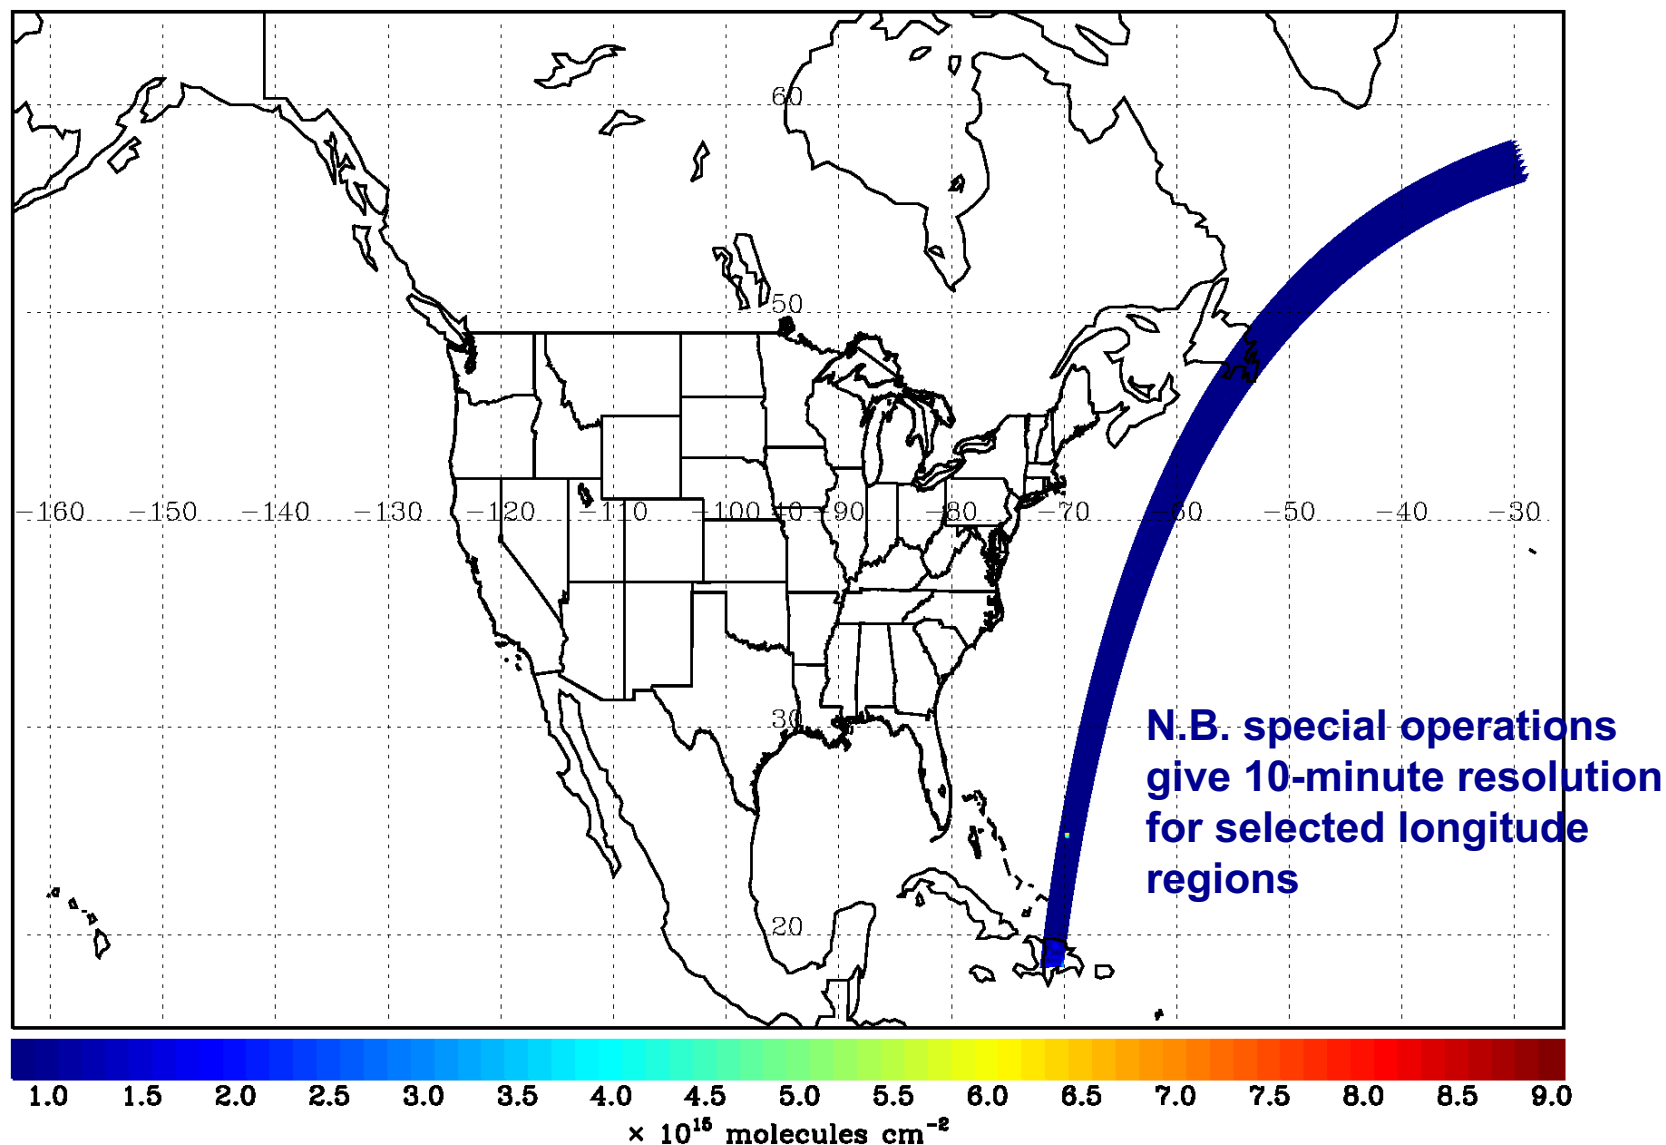 60
50
−160 −150 −140 −130 −120 −110 −100 40 −90 −80 −70 −60 −50 −40 −30
30
N.B. special operations
give 10-minute resolution
for selected longitude
regions
20
1.0 1.5 2.0 2.5 3.0 3.5 4.0 4.5 5.0 5.5 6.0 6.5 7.0 7.5 8.0 8.5 9.0
× 10¹⁵ molecules cm⁻²